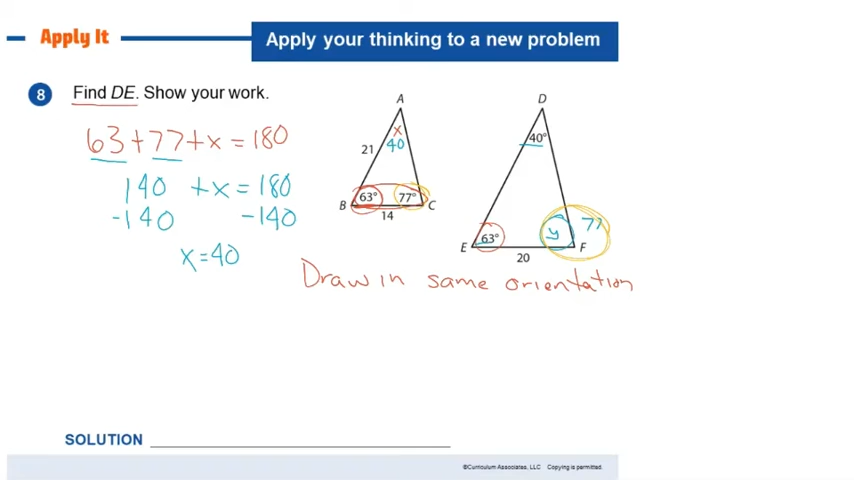 Apply It
Apply your thinking to a new problem
8 Find DE. Show your work.
63+77+x=180
140 +x=180
-140 -140
x=40
A
x
40
21
63°
77°
B
C
14
D
40°
63°
y
77
E
F
20
Draw in same orientation
SOLUTION
©Curriculum Associates, LLC Copying is permitted.